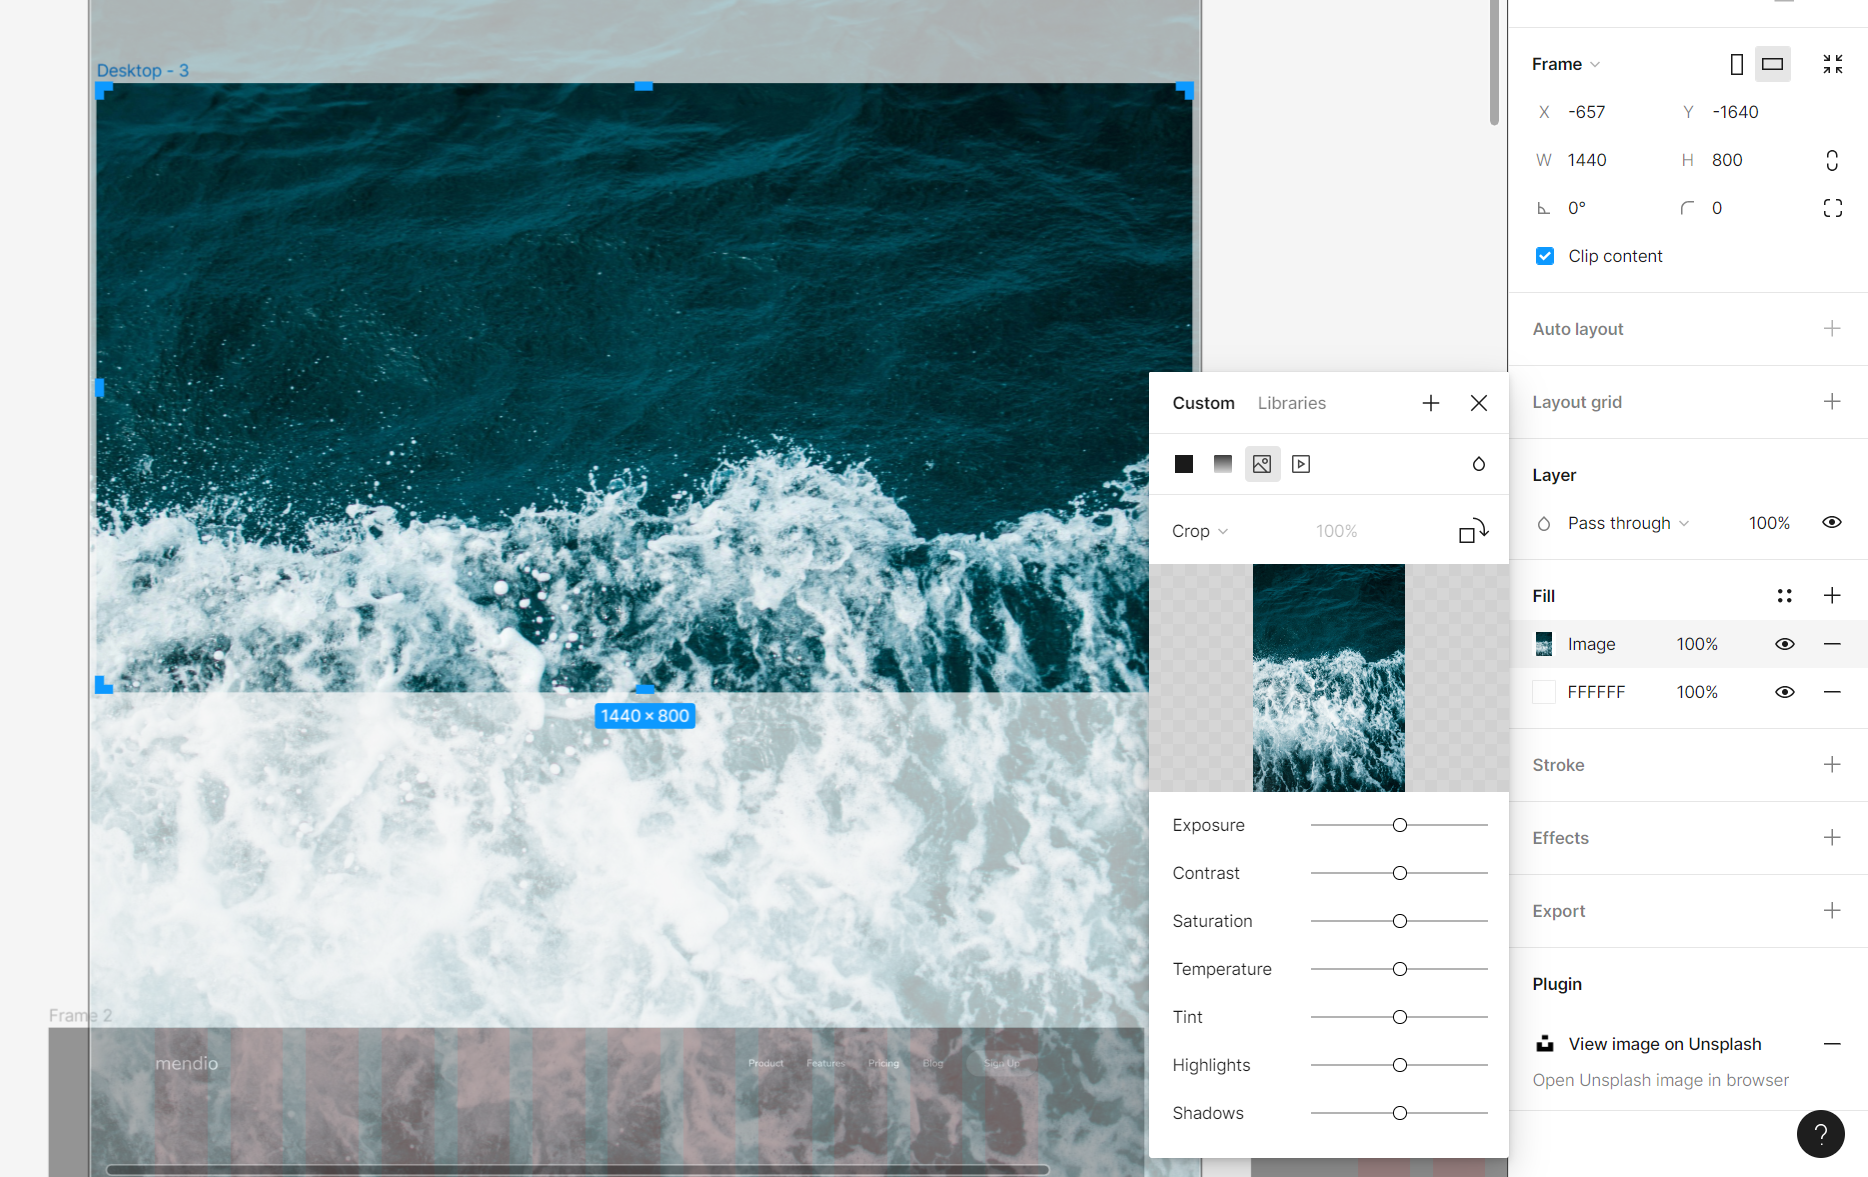 Desktop - 3
1440 × 800
Frame 2
mendio
Product Features Pricing Blog Sign Up
Custom Libraries
Crop 100%
Exposure
Contrast
Saturation
Temperature
Tint
Highlights
Shadows
Frame
X -657 Y -1640
W 1440 H 800
0° 0
Clip content
Auto layout
Layout grid
Layer
Pass through 100%
Fill
Image 100%
FFFFFF 100%
Stroke
Effects
Export
Plugin
View image on Unsplash
Open Unsplash image in browser
?